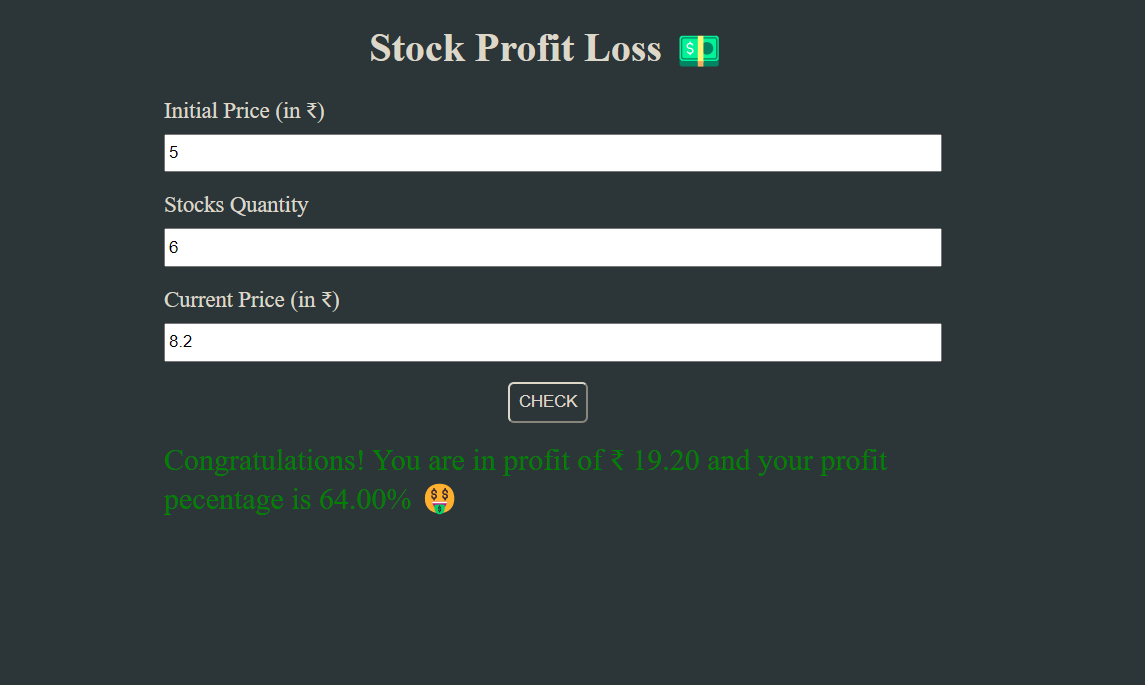 Stock Profit Loss 💵
Initial Price (in ₹)
5
Stocks Quantity
6
Current Price (in ₹)
8.2
CHECK
Congratulations! You are in profit of ₹ 19.20 and your profit
pecentage is 64.00% 🤑